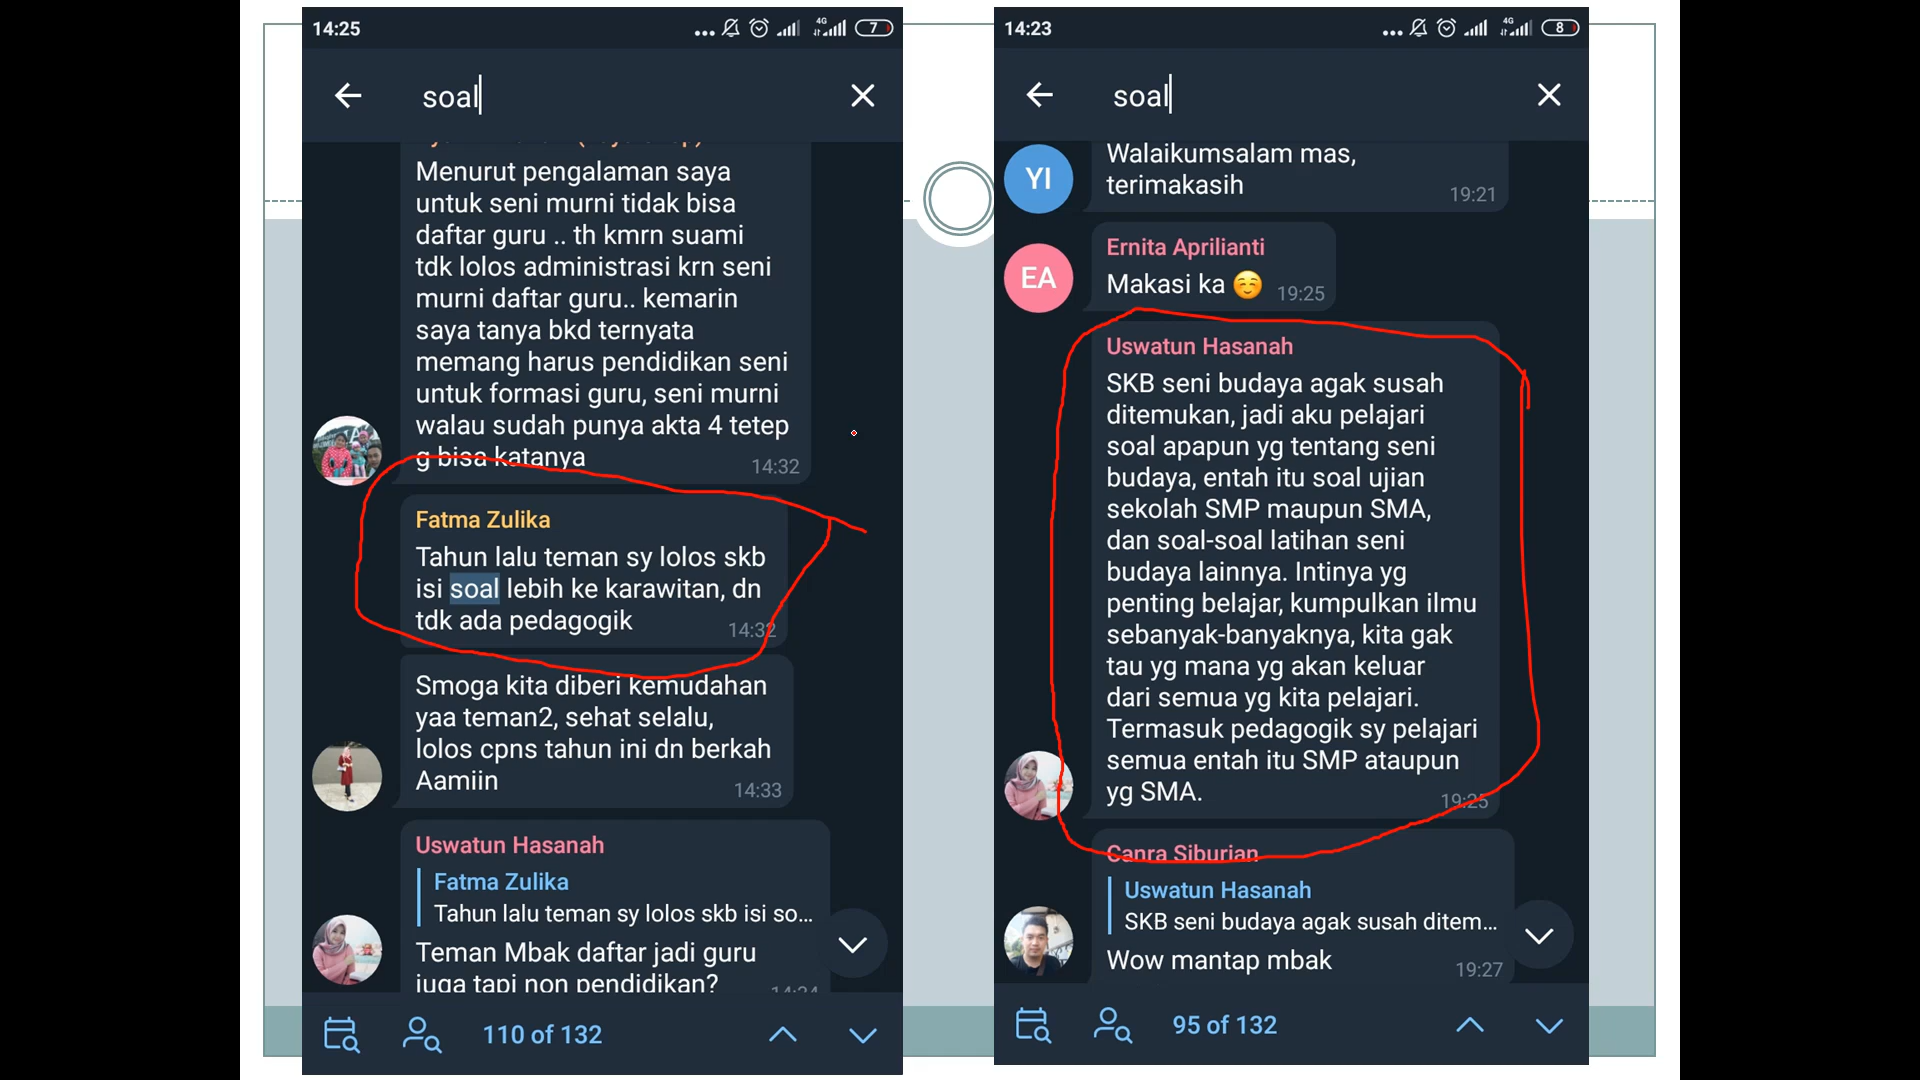 14:25
4G
7
soal
Menurut pengalaman saya
untuk seni murni tidak bisa
daftar guru .. th kmrn suami
tdk lolos administrasi krn seni
murni daftar guru.. kemarin
saya tanya bkd ternyata
memang harus pendidikan seni
untuk formasi guru, seni murni
walau sudah punya akta 4 tetep
g bisa katanya
14:32
Fatma Zulika
Tahun lalu teman sy lolos skb
isi soal lebih ke karawitan, dn
tdk ada pedagogik
14:32
Smoga kita diberi kemudahan
yaa teman2, sehat selalu,
lolos cpns tahun ini dn berkah
Aamiin
14:33
Uswatun Hasanah
Fatma Zulika
Tahun lalu teman sy lolos skb isi so...
Teman Mbak daftar jadi guru
juga tapi non pendidikan?
14:34
110 of 132
14:23
4G
8
soal
YI
Walaikumsalam mas,
terimakasih
19:21
EA
Ernita Aprilianti
Makasi ka
19:25
Uswatun Hasanah
SKB seni budaya agak susah
ditemukan, jadi aku pelajari
soal apapun yg tentang seni
budaya, entah itu soal ujian
sekolah SMP maupun SMA,
dan soal-soal latihan seni
budaya lainnya. Intinya yg
penting belajar, kumpulkan ilmu
sebanyak-banyaknya, kita gak
tau yg mana yg akan keluar
dari semua yg kita pelajari.
Termasuk pedagogik sy pelajari
semua entah itu SMP ataupun
yg SMA.
19:25
Canra Siburian
Uswatun Hasanah
SKB seni budaya agak susah ditem...
Wow mantap mbak
19:27
95 of 132